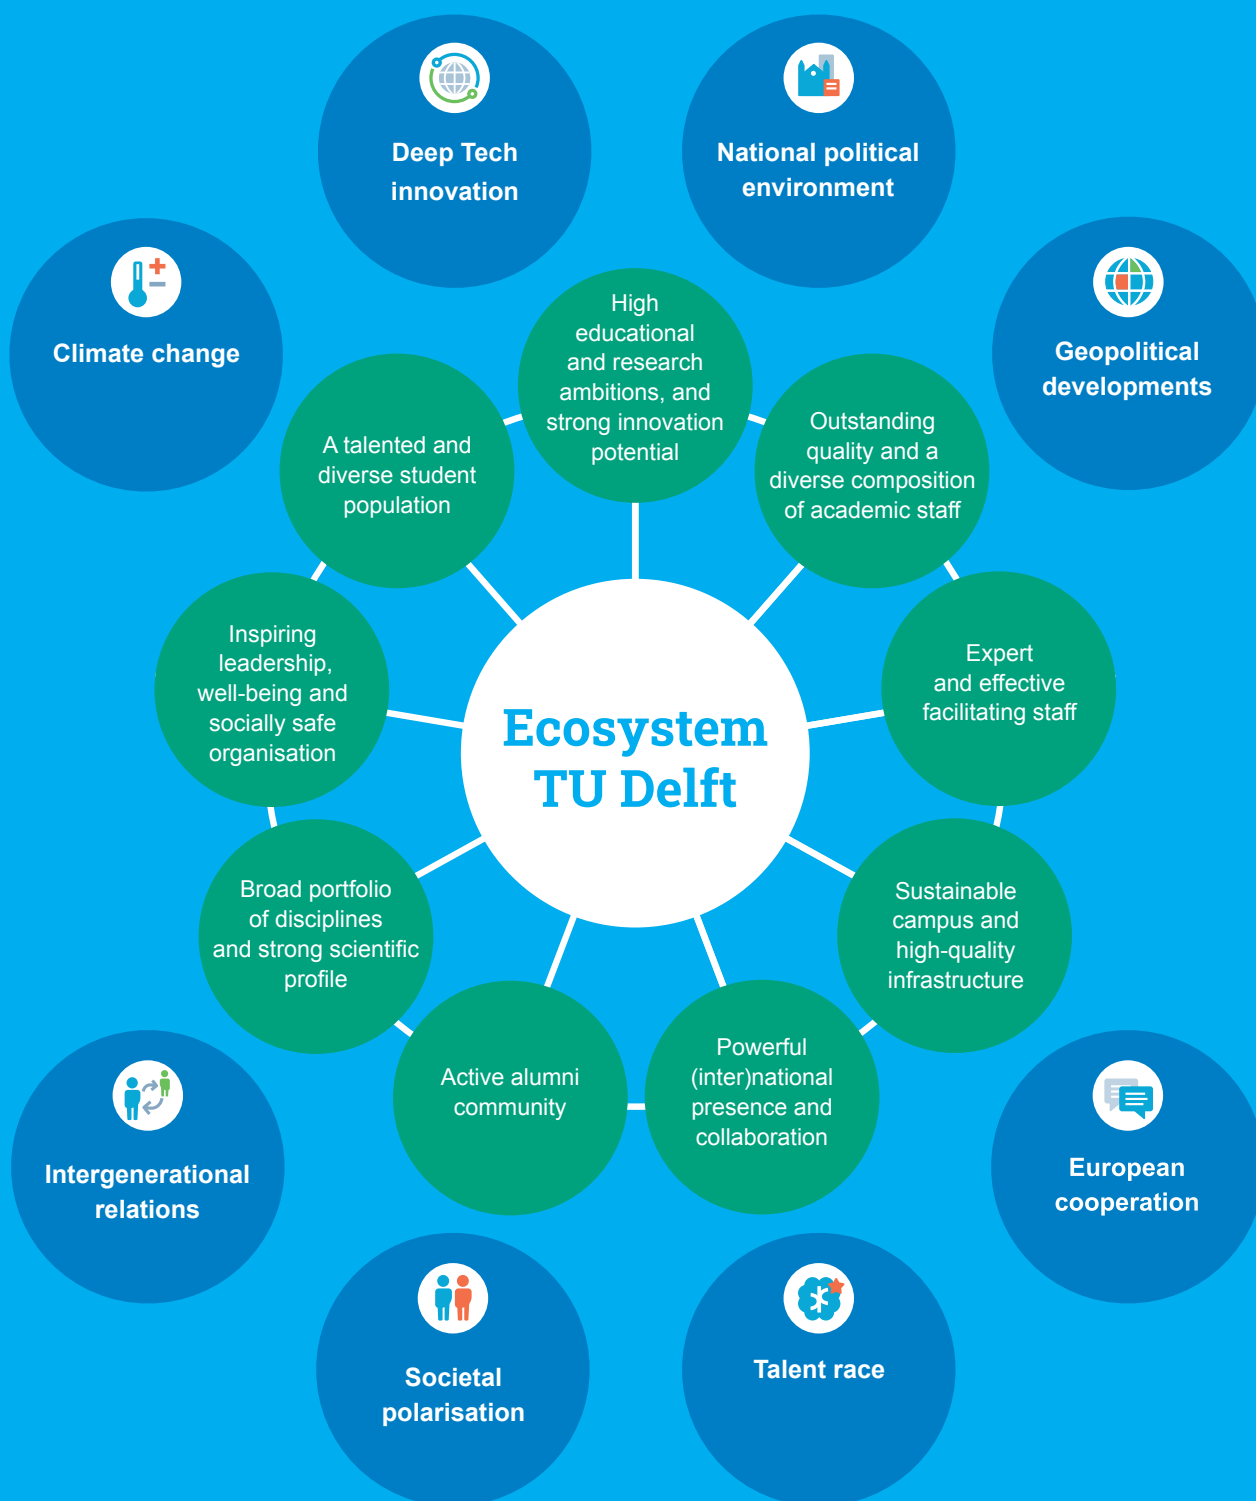 Deep Tech
innovation
National political
environment
Climate change
Geopolitical
developments
High
educational
and research
ambitions, and
strong innovation
potential
A talented and
diverse student
population
Outstanding
quality and a
diverse composition
of academic staff
Inspiring
leadership,
well-being and
socially safe
organisation
Expert
and effective
facilitating staff
Ecosystem
TU Delft
Broad portfolio
of disciplines
and strong scientific
profile
Sustainable
campus and
high-quality
infrastructure
Active alumni
community
Powerful
(inter)national
presence and
collaboration
Intergenerational
relations
European
cooperation
Societal
polarisation
Talent race